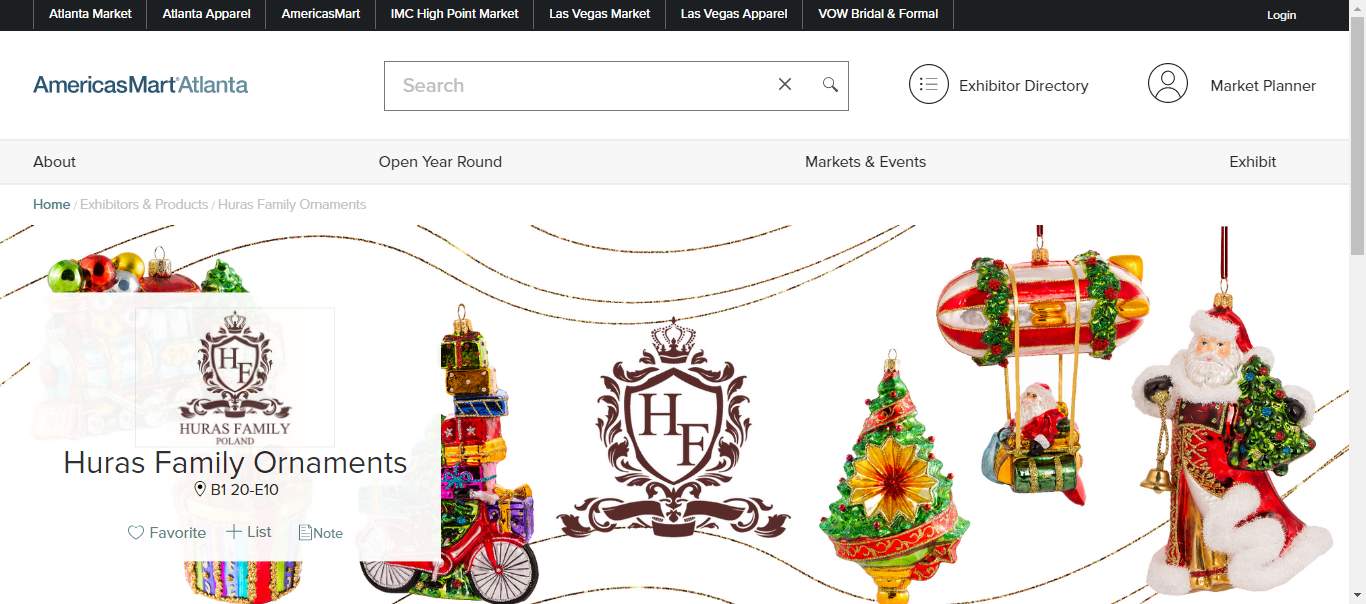 Atlanta Market
Atlanta Apparel
AmericasMart
IMC High Point Market
Las Vegas Market
Las Vegas Apparel
VOW Bridal & Formal
Login
AmericasMart®Atlanta
Search
Exhibitor Directory
Market Planner
About
Open Year Round
Markets & Events
Exhibit
Home / Exhibitors & Products / Huras Family Ornaments
HF
HURAS FAMILY
POLAND
Huras Family Ornaments
B1 20-E10
Favorite
List
Note
HF